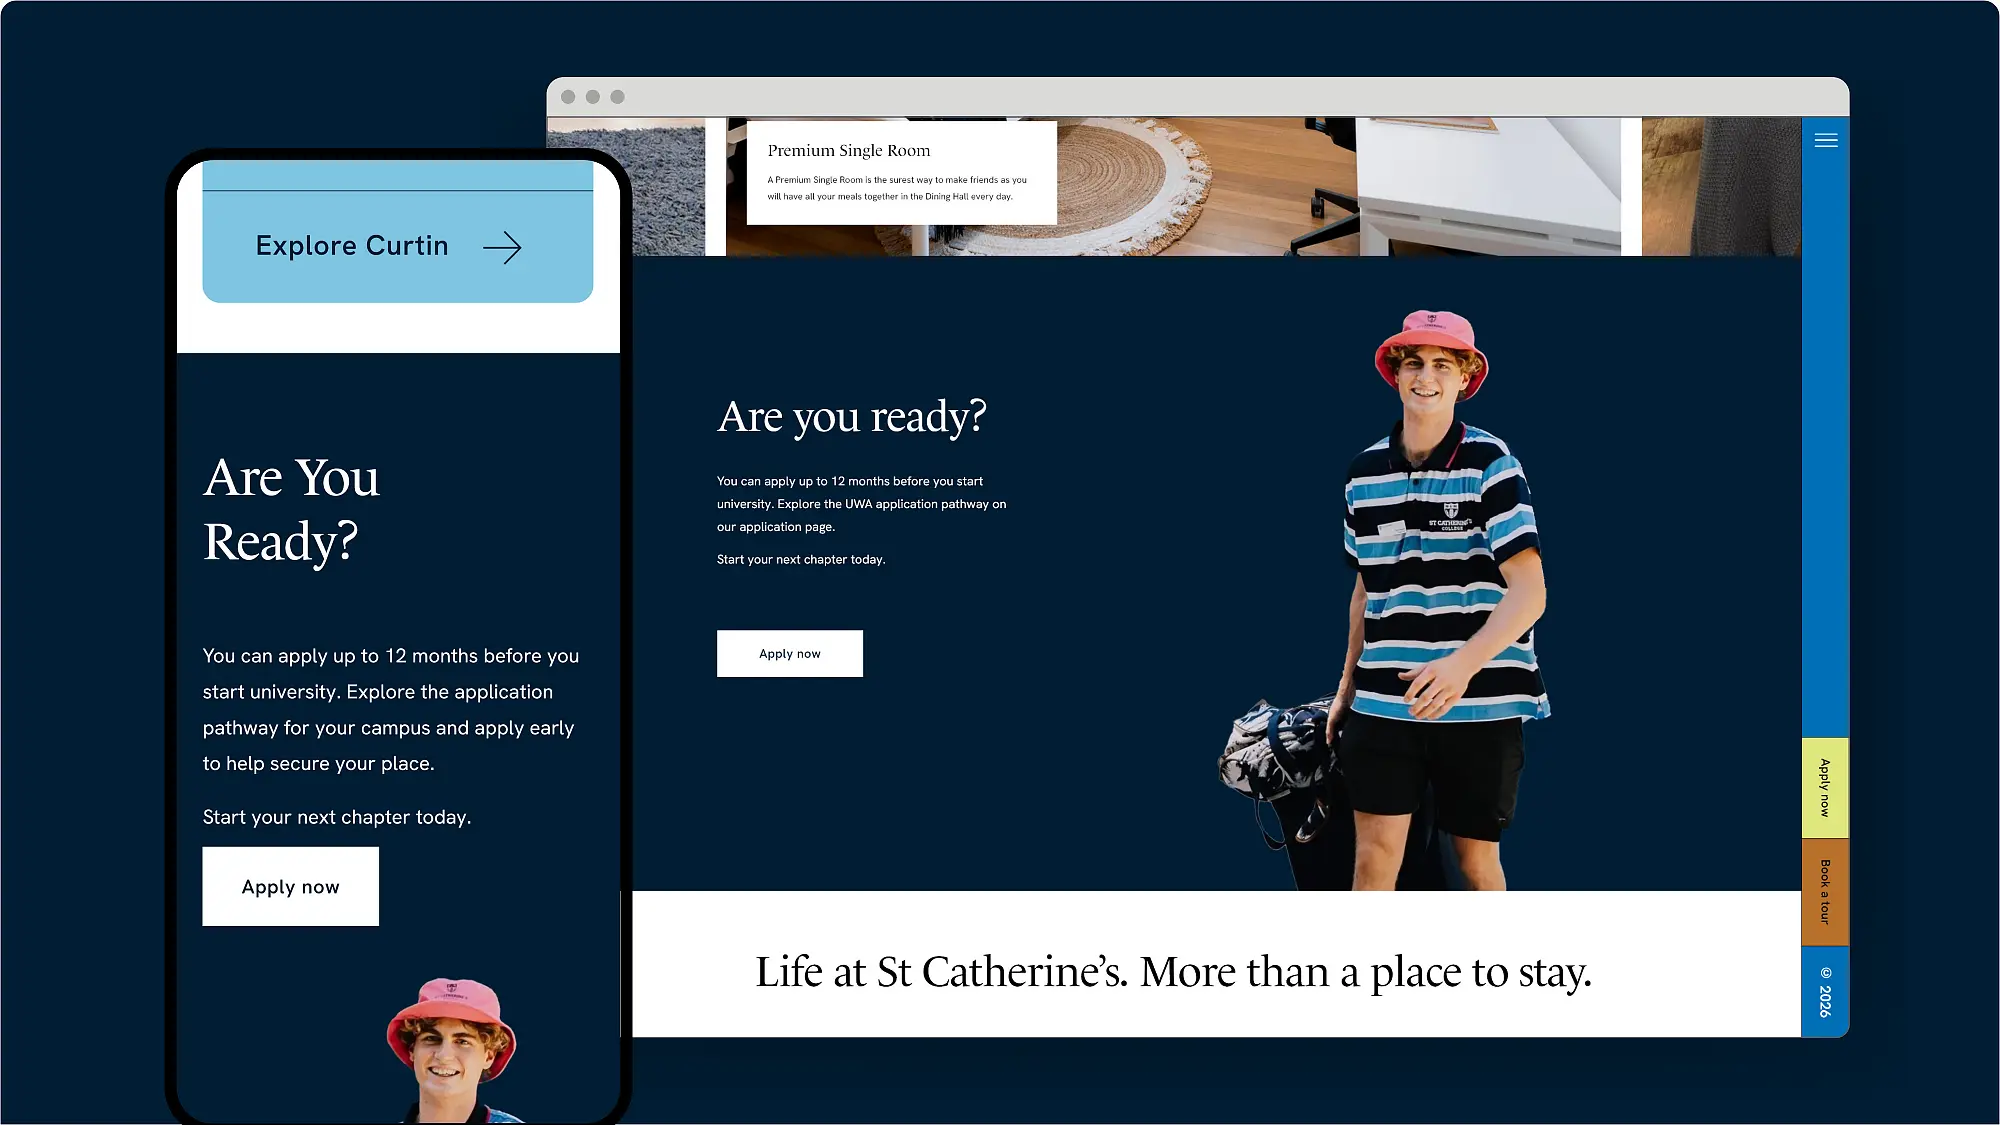 Explore Curtin
Are You
Ready?
You can apply up to 12 months before you
start university. Explore the application
pathway for your campus and apply early
to help secure your place.
Start your next chapter today.
Apply now
Premium Single Room
A Premium Single Room is the surest way to make friends as you
will have all your meals together in the Dining Hall every day.
Are you ready?
You can apply up to 12 months before you start
university. Explore the UWA application pathway on
our application page.
Start your next chapter today.
Apply now
ST CATHERINE'S
COLLEGE
Life at St Catherine’s. More than a place to stay.
Apply now
Book a tour
© 2026